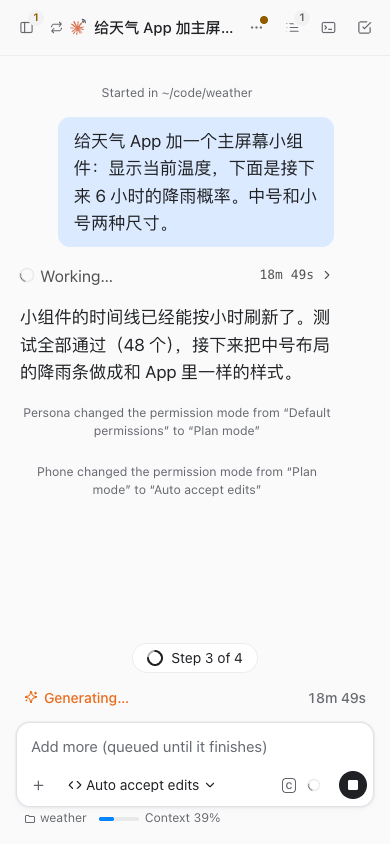 1
给天气 App 加主屏...
1
Started in ~/code/weather
给天气 App 加一个主屏幕小组
件：显示当前温度，下面是接下
来 6 小时的降雨概率。中号和小
号两种尺寸。
Working...
18m 49s
小组件的时间线已经能按小时刷新了。测
试全部通过（48 个），接下来把中号布局
的降雨条做成和 App 里一样的样式。
Persona changed the permission mode from “Default
permissions” to “Plan mode”
Phone changed the permission mode from “Plan
mode” to “Auto accept edits”
Step 3 of 4
Generating...
18m 49s
Add more (queued until it finishes)
Auto accept edits
C
weather
Context 39%